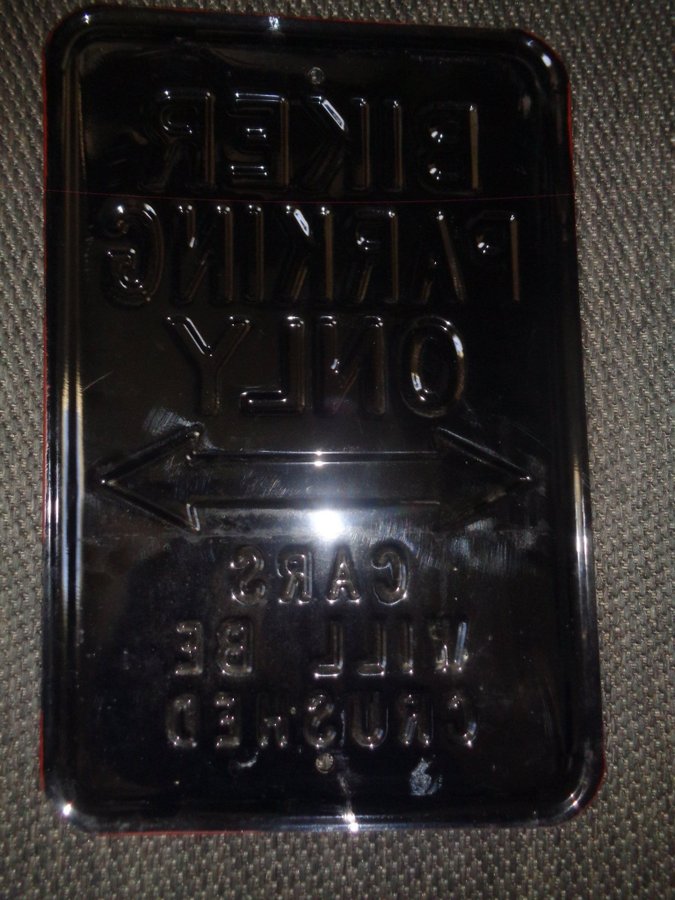 BIKER
PARKING
ONLY
CARS
WILL BE
CRUSHED